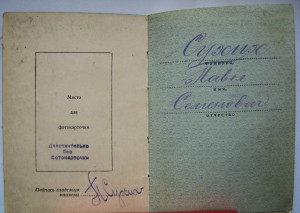 Место
для
фотокарточки
Действительно
без
фотокарточки
Подпись владельца
книжки
Сухих
фамилия
Павел
имя
Семенович
отчество